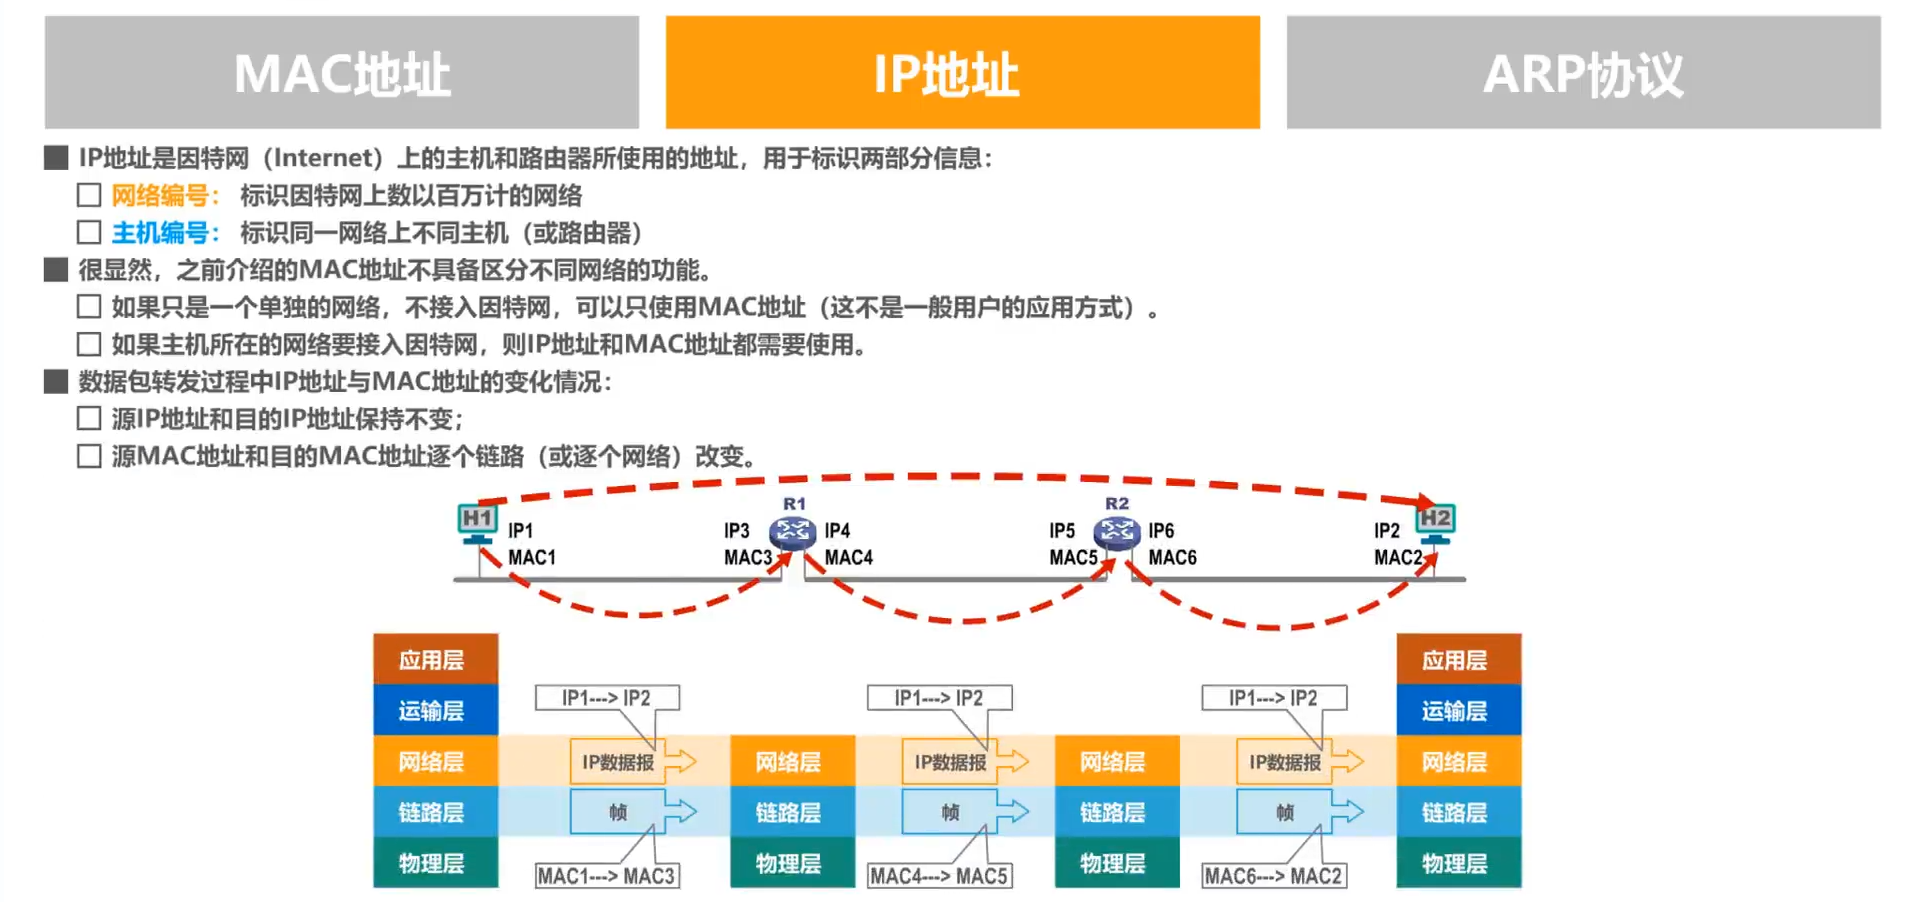 MAC地址
IP地址
ARP协议
IP地址是因特网（Internet）上的主机和路由器所使用的地址，用于标识两部分信息：
网络编号： 标识因特网上数以百万计的网络
主机编号： 标识同一网络上不同主机（或路由器）
很显然，之前介绍的MAC地址不具备区分不同网络的功能。
如果只是一个单独的网络，不接入因特网，可以只使用MAC地址（这不是一般用户的应用方式）。
如果主机所在的网络要接入因特网，则IP地址和MAC地址都需要使用。
数据包转发过程中IP地址与MAC地址的变化情况：
源IP地址和目的IP地址保持不变；
源MAC地址和目的MAC地址逐个链路（或逐个网络）改变。
R1 R2
H1 IP1 IP3 IP4 IP5 IP6 IP2 H2
MAC1 MAC3 MAC4 MAC5 MAC6 MAC2
应用层 应用层
IP1---> IP2 IP1---> IP2 IP1---> IP2
运输层 运输层
网络层 IP数据报 网络层 IP数据报 网络层 IP数据报 网络层
链路层 帧 链路层 帧 链路层 帧 链路层
物理层 MAC1---> MAC3 物理层 MAC4---> MAC5 物理层 MAC6---> MAC2 物理层